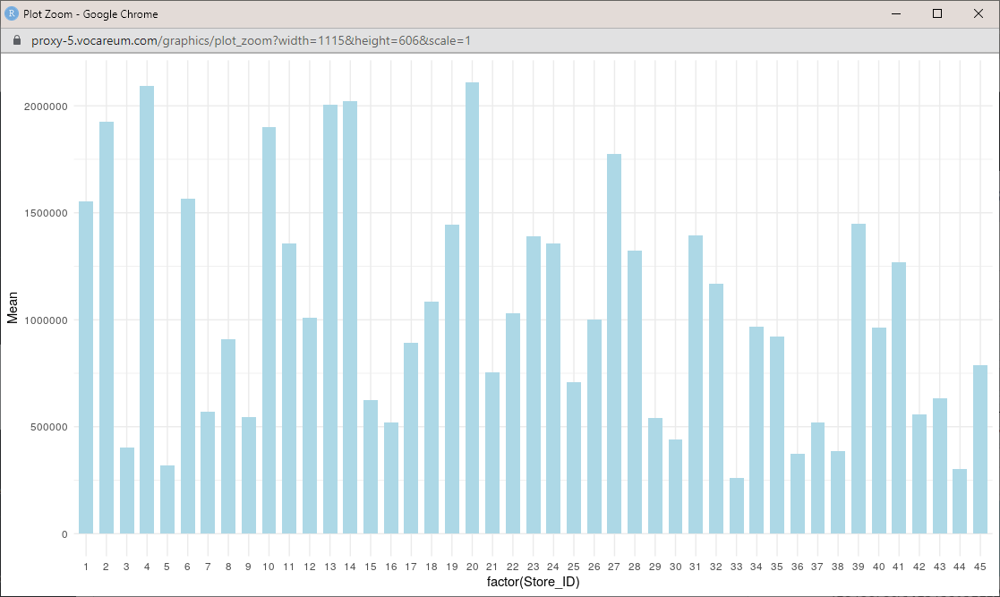 R Plot Zoom - Google Chrome
proxy-5.vocareum.com/graphics/plot_zoom?width=1115&height=606&scale=1
2000000
1500000
1000000
500000
0
Mean
1 2 3 4 5 6 7 8 9 10 11 12 13 14 15 16 17 18 19 20 21 22 23 24 25 26 27 28 29 30 31 32 33 34 35 36 37 38 39 40 41 42 43 44 45
factor(Store_ID)